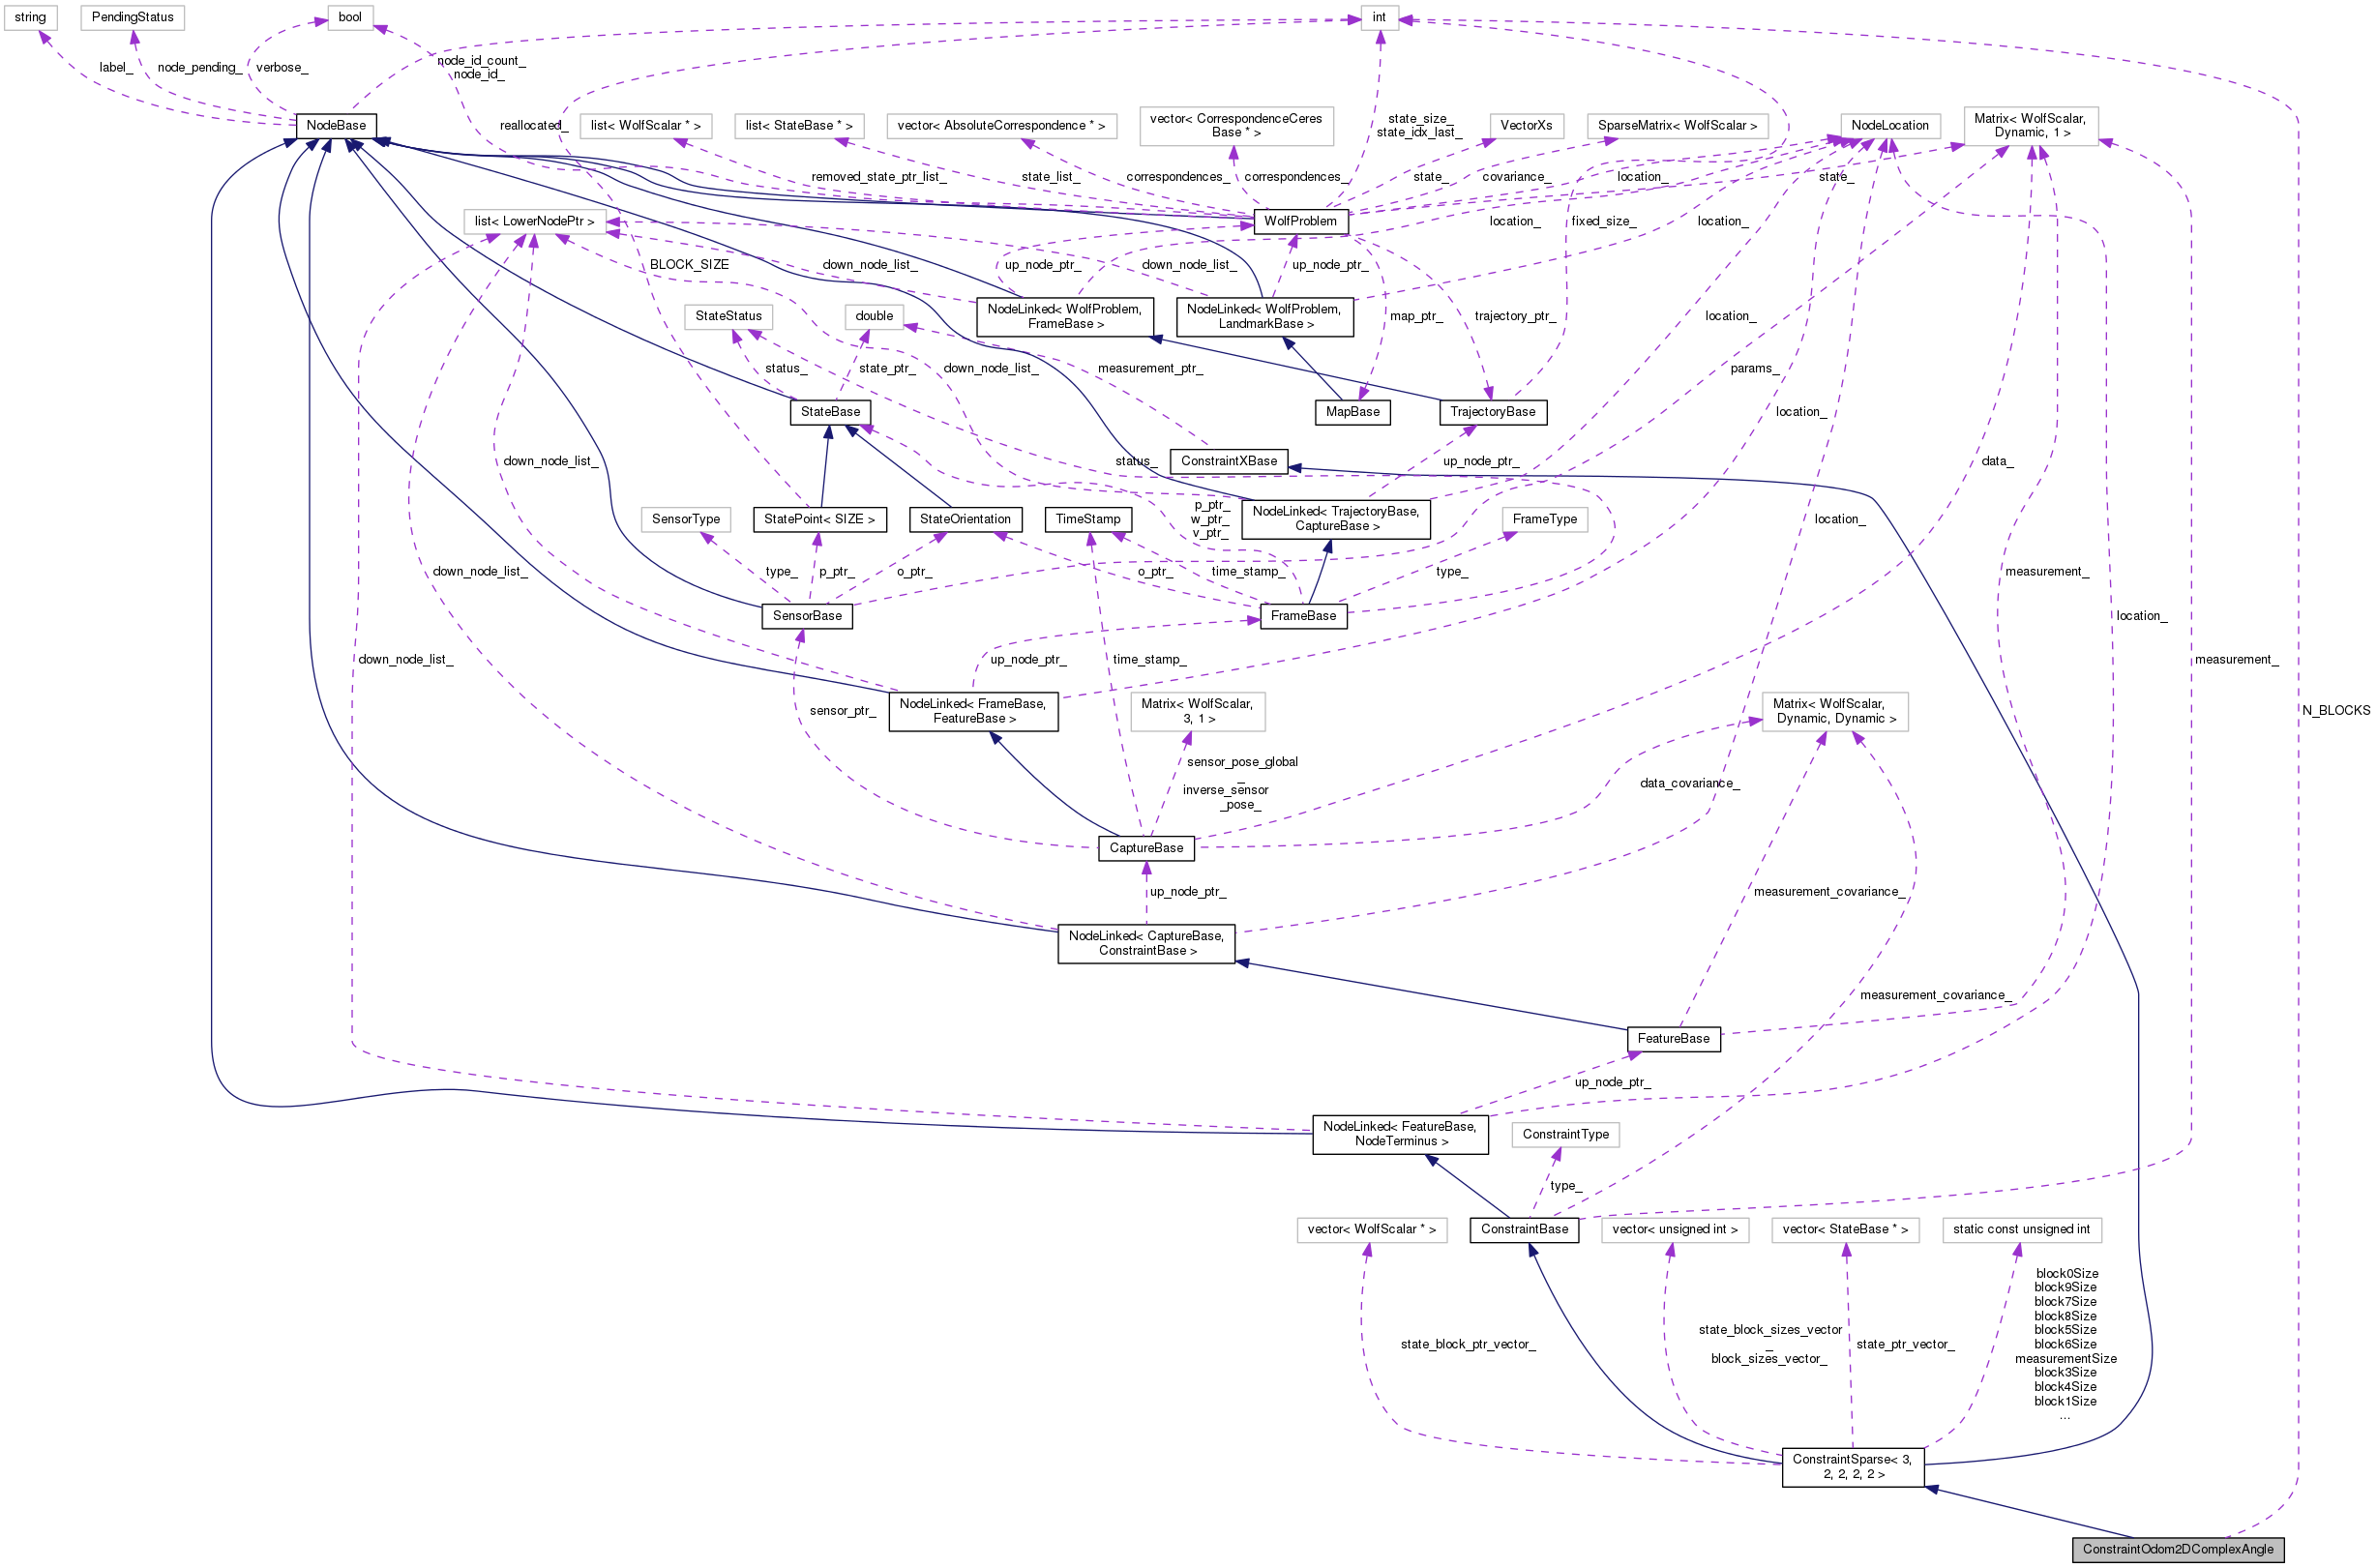 string
PendingStatus
bool
int
label_
node_pending_
verbose_
node_id_count_
node_id_
NodeBase
reallocated_
list< WolfScalar * >
list< StateBase * >
vector< AbsoluteCorrespondence * >
vector< CorrespondenceCeres
Base * >
state_size_
state_idx_last_
VectorXs
SparseMatrix< WolfScalar >
NodeLocation
Matrix< WolfScalar,
Dynamic, 1 >
removed_state_ptr_list_
state_list_
correspondences_
correspondences_
state_
covariance_
location_
state_
list< LowerNodePtr >
WolfProblem
location_
fixed_size_
location_
BLOCK_SIZE
down_node_list_
up_node_ptr_
down_node_list_
up_node_ptr_
StateStatus
double
NodeLinked< WolfProblem,
FrameBase >
NodeLinked< WolfProblem,
LandmarkBase >
map_ptr_
trajectory_ptr_
location_
status_
state_ptr_
down_node_list_
measurement_ptr_
params_
StateBase
MapBase
TrajectoryBase
location_
down_node_list_
status_
ConstraintXBase
up_node_ptr_
data_
SensorType
StatePoint< SIZE >
StateOrientation
TimeStamp
p_ptr_
w_ptr_
v_ptr_
NodeLinked< TrajectoryBase,
CaptureBase >
FrameType
location_
down_node_list_
type_
p_ptr_
o_ptr_
o_ptr_
time_stamp_
type_
measurement_
SensorBase
FrameBase
location_
down_node_list_
up_node_ptr_
time_stamp_
measurement_
sensor_ptr_
NodeLinked< FrameBase,
FeatureBase >
Matrix< WolfScalar,
3, 1 >
Matrix< WolfScalar,
Dynamic, Dynamic >
N_BLOCKS
sensor_pose_global
_
inverse_sensor
_pose_
data_covariance_
CaptureBase
up_node_ptr_
measurement_covariance_
NodeLinked< CaptureBase,
ConstraintBase >
measurement_covariance_
FeatureBase
up_node_ptr_
NodeLinked< FeatureBase,
NodeTerminus >
ConstraintType
type_
vector< WolfScalar * >
ConstraintBase
vector< unsigned int >
vector< StateBase * >
static const unsigned int
state_block_ptr_vector_
state_block_sizes_vector
_
block_sizes_vector_
state_ptr_vector_
block0Size
block9Size
block7Size
block8Size
block5Size
block6Size
measurementSize
block3Size
block4Size
block1Size
...
ConstraintSparse< 3,
2, 2, 2, 2 >
ConstraintOdom2DComplexAngle